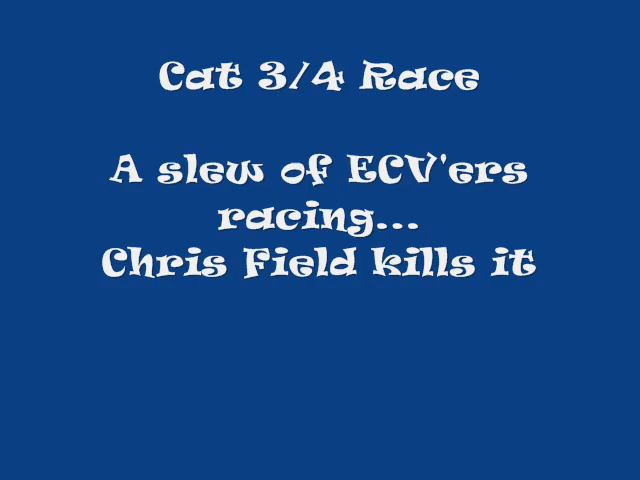 Cat 3/4 Race
A slew of ECV'ers
racing...
Chris Field kills it